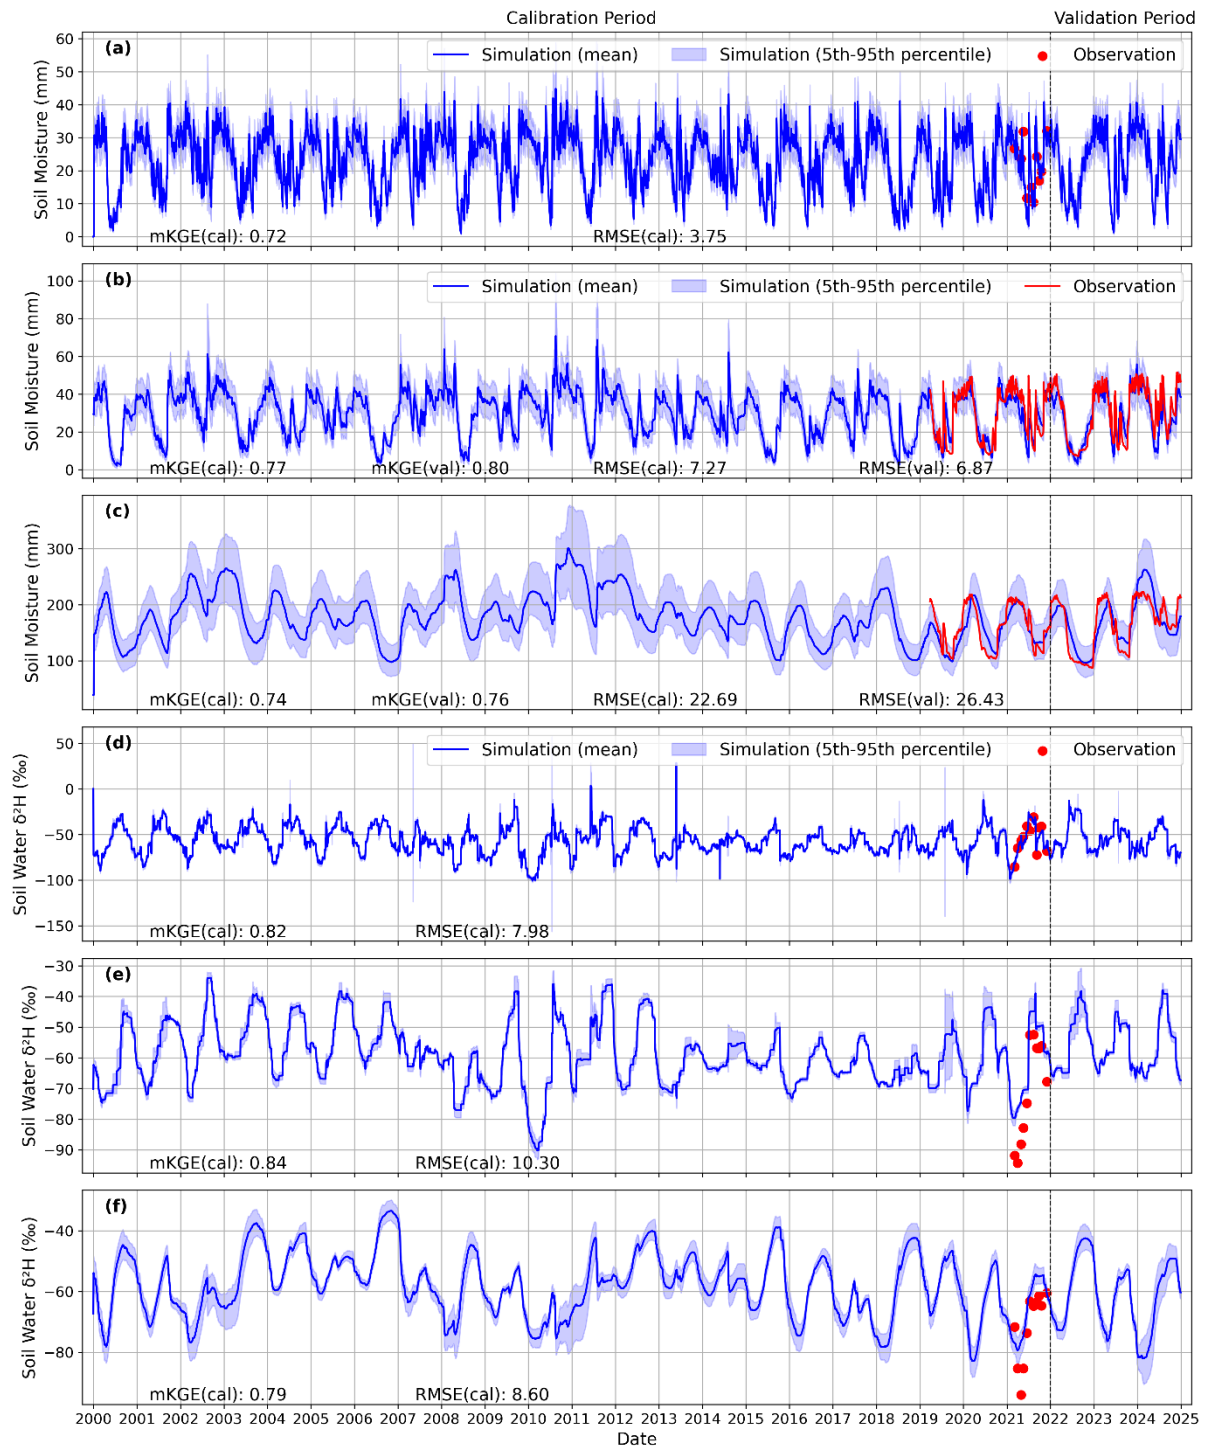 Calibration Period Validation Period
(a) Simulation (mean) Simulation (5th-95th percentile) Observation
Soil Moisture (mm)
60
50
40
30
20
10
0
mKGE(cal): 0.72 RMSE(cal): 3.75
(b) Simulation (mean) Simulation (5th-95th percentile) Observation
Soil Moisture (mm)
100
80
60
40
20
0
mKGE(cal): 0.77 mKGE(val): 0.80 RMSE(cal): 7.27 RMSE(val): 6.87
(c)
Soil Moisture (mm)
300
200
100
mKGE(cal): 0.74 mKGE(val): 0.76 RMSE(cal): 22.69 RMSE(val): 26.43
(d) Simulation (mean) Simulation (5th-95th percentile) Observation
Soil Water δ²H (‰)
50
0
−50
−100
−150
mKGE(cal): 0.82 RMSE(cal): 7.98
(e)
Soil Water δ²H (‰)
−30
−40
−50
−60
−70
−80
−90
mKGE(cal): 0.84 RMSE(cal): 10.30
(f)
Soil Water δ²H (‰)
−40
−60
−80
mKGE(cal): 0.79 RMSE(cal): 8.60
2000 2001 2002 2003 2004 2005 2006 2007 2008 2009 2010 2011 2012 2013 2014 2015 2016 2017 2018 2019 2020 2021 2022 2023 2024 2025
Date